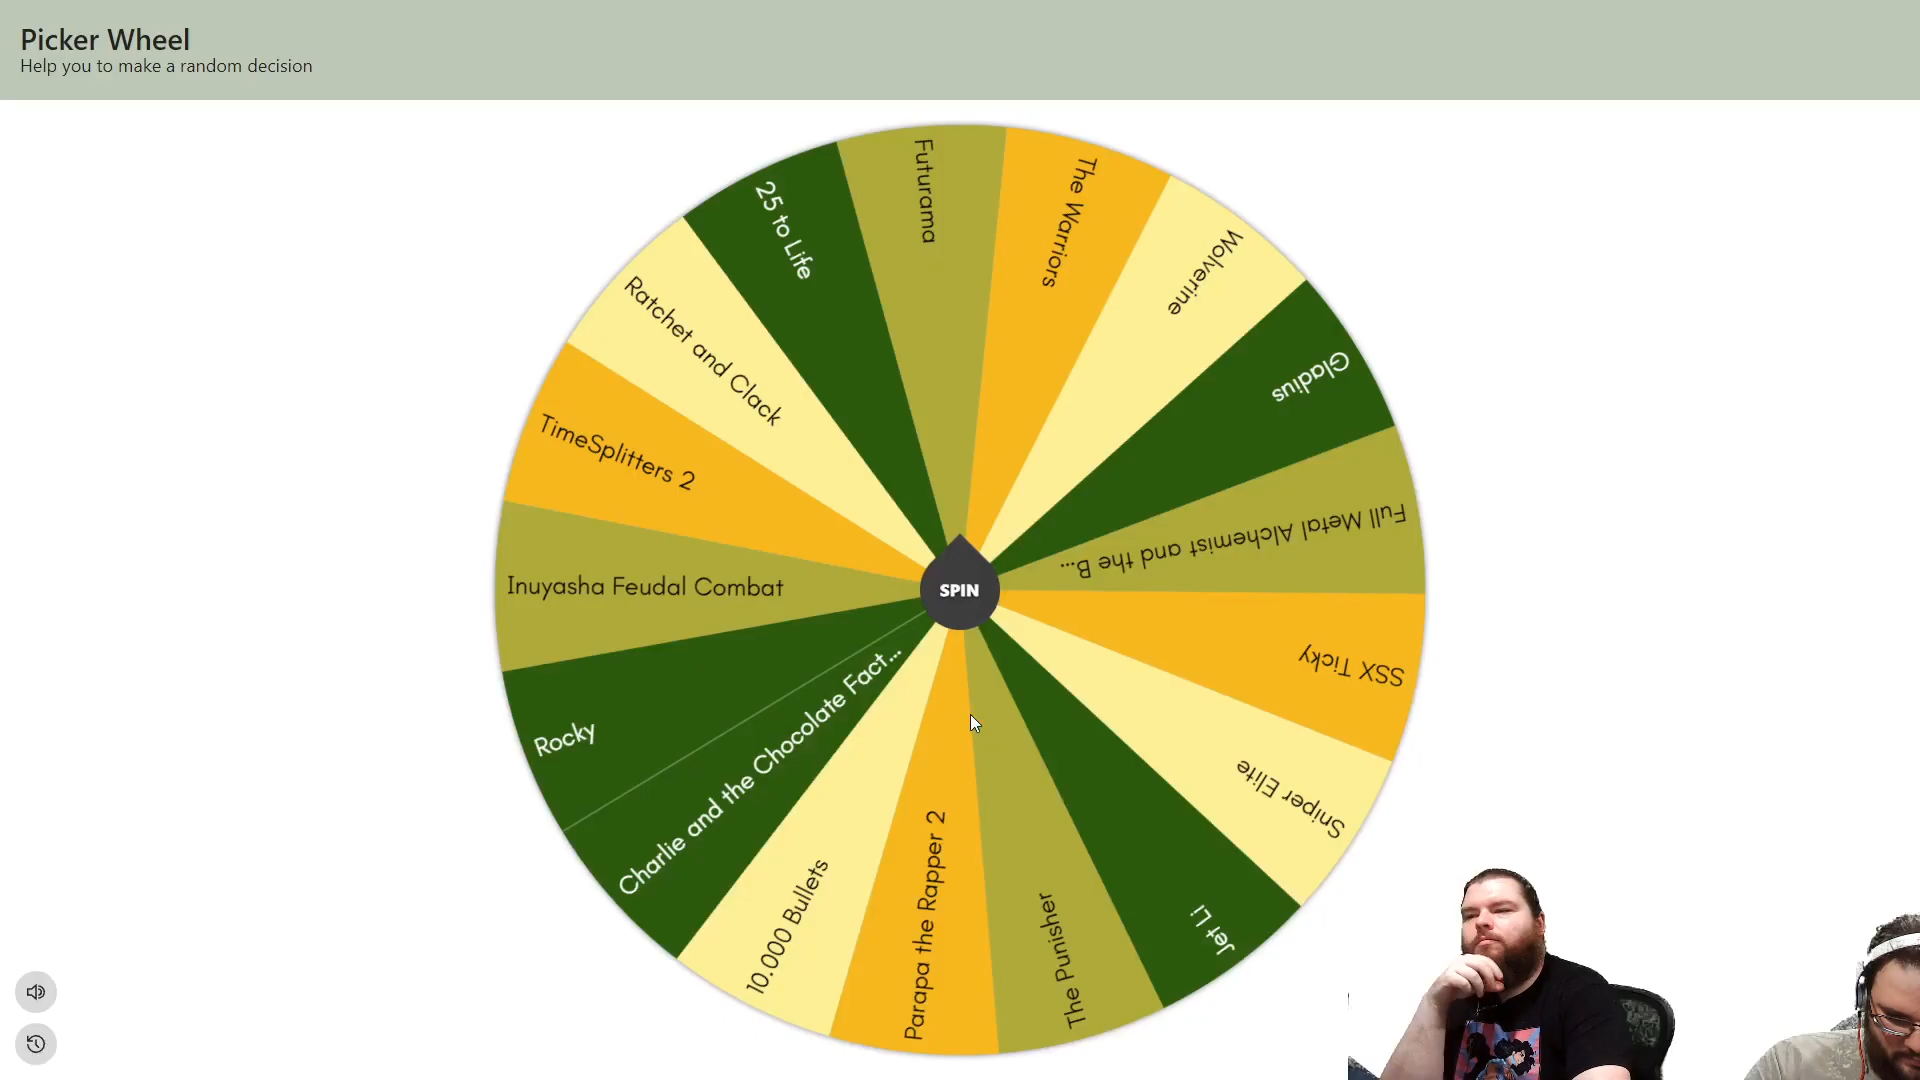 Picker Wheel
Help you to make a random decision
Futurama
The Warriors
Wolverine
Gladius
Full Metal Alchemist and the B...
SSX Ticky
Sniper Elite
Jet Li
The Punisher
Parapa the Rapper 2
10.000 Bullets
Charlie and the Chocolate Fact...
Rocky
Inuyasha Feudal Combat
TimeSplitters 2
Ratchet and Clack
25 to Life
SPIN